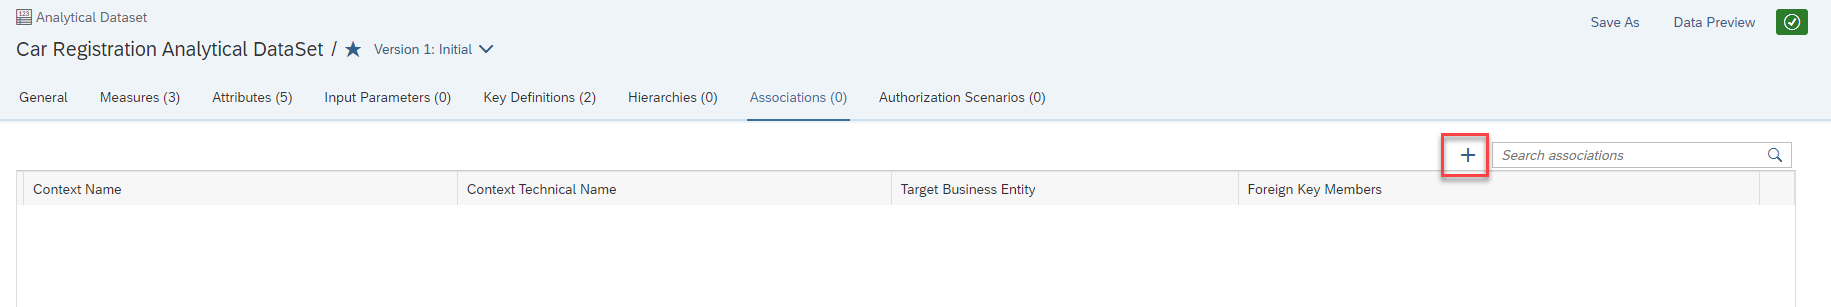 123 Analytical Dataset
Save As Data Preview
Car Registration Analytical DataSet / Version 1: Initial
General Measures (3) Attributes (5) Input Parameters (0) Key Definitions (2) Hierarchies (0) Associations (0) Authorization Scenarios (0)
Search associations
Context Name Context Technical Name Target Business Entity Foreign Key Members